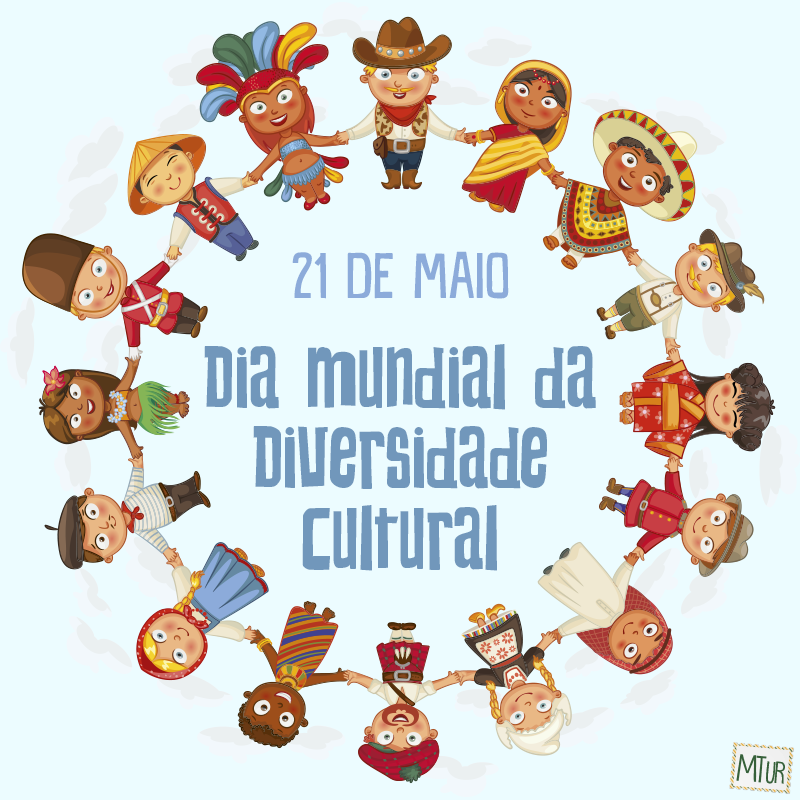 21 DE MAIO
Dia mundial da
Diversidade
Cultural
MTUR